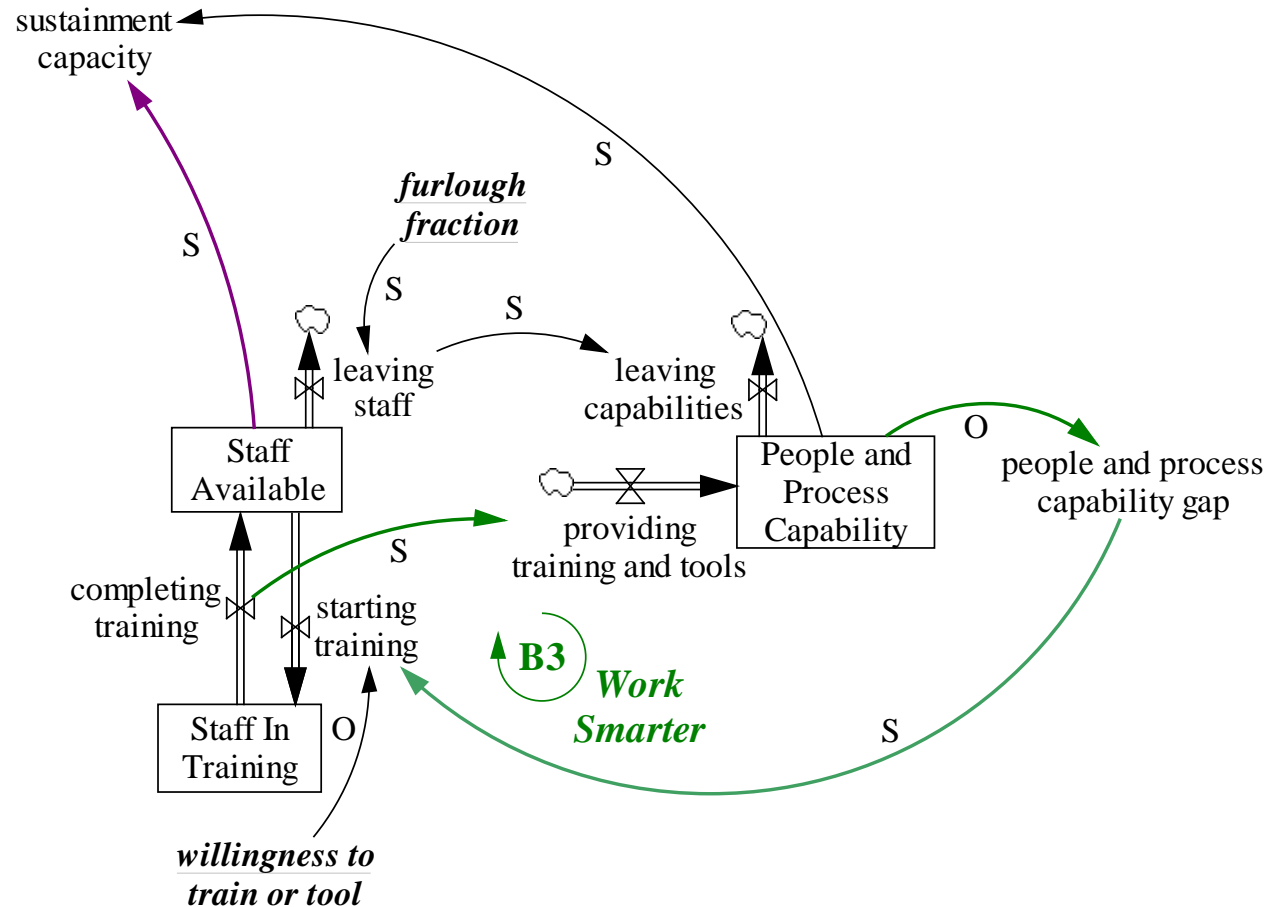 sustainment
capacity
S
S
furlough
fraction
S
S
leaving
staff
leaving
capabilities
Staff
Available
People and
Process
Capability
O
people and process
capability gap
providing
training and tools
S
completing
training
starting
training
B3
Work
Smarter
S
Staff In
Training
O
willingness to
train or tool